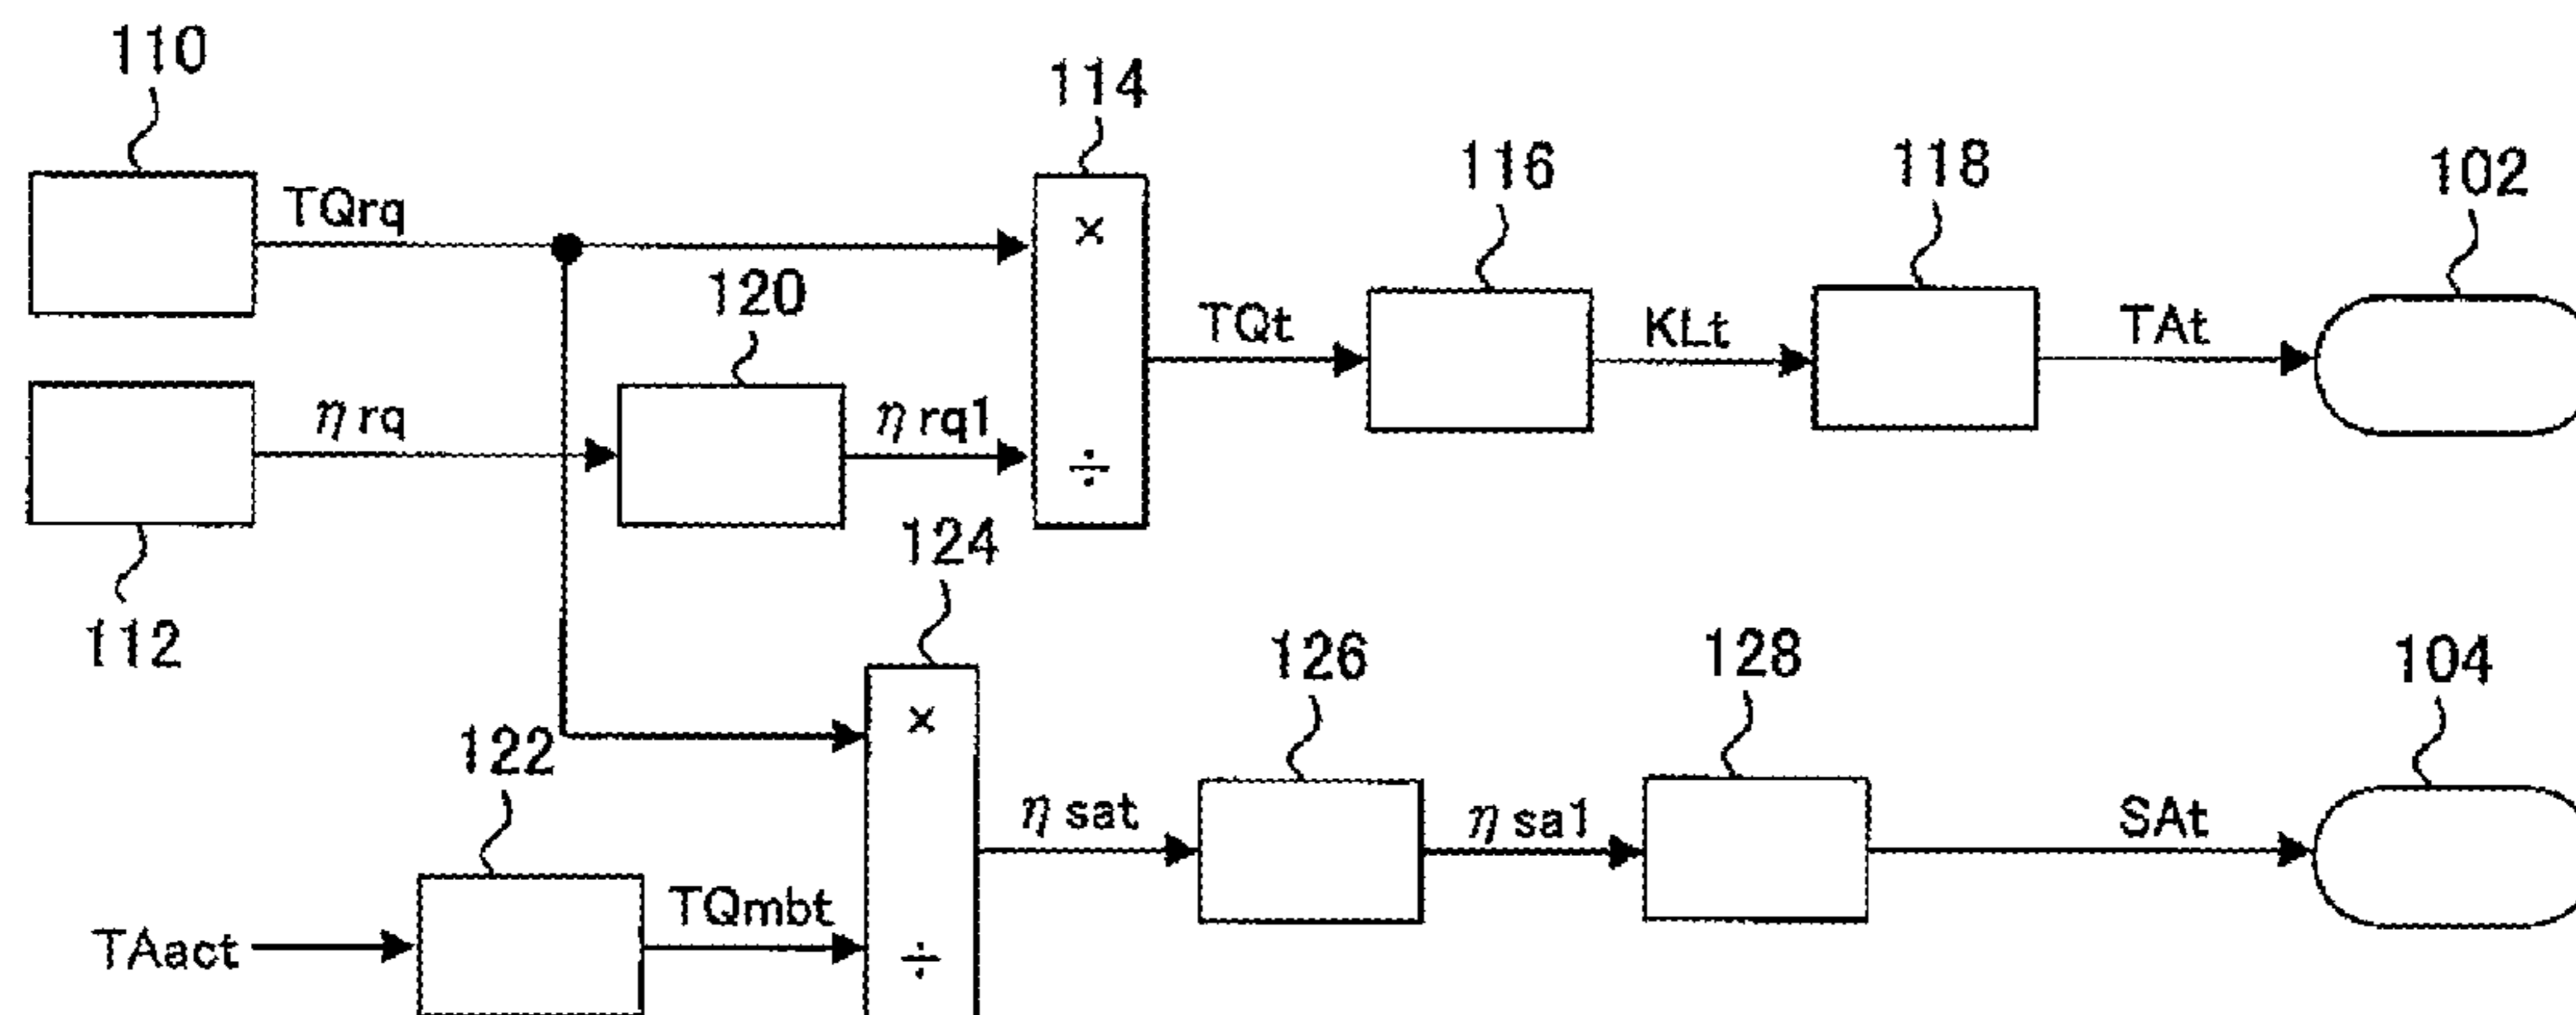 110
114
116
118
102
TQrq
×
120
TQt
KLt
TAt
η rq
η rq1
÷
124
112
126
128
104
×
122
η sat
η sa1
SAt
TQmbt
TAact
÷